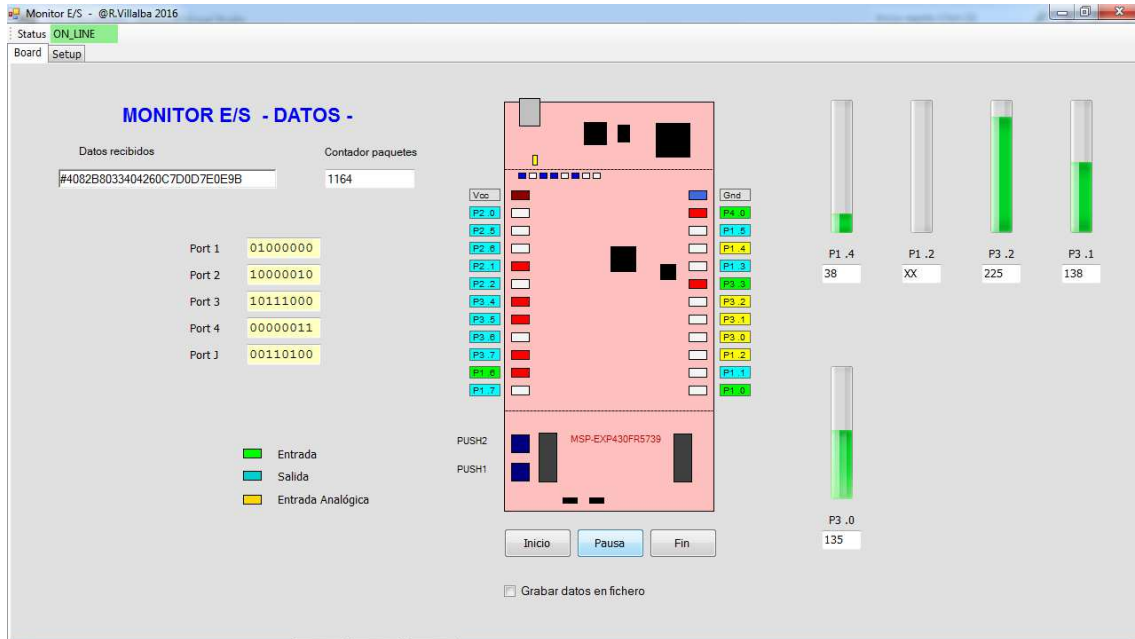 Monitor E/S - @R.Villalba 2016
Status ON_LINE
Board Setup
MONITOR E/S - DATOS -
Datos recibidos Contador paquetes
#4082B8033404260C7D0D7E0E9B 1164
Port 1 01000000
Port 2 10000010
Port 3 10111000
Port 4 00000011
Port J 00110100
Entrada
Salida
Entrada Analógica
Vcc Gnd
P2 .0 P4 .0
P2 .5 P1 .5
P2 .6 P1 .4
P2 .1 P1 .3
P2 .2 P3 .3
P3 .4 P3 .2
P3 .5 P3 .1
P3 .6 P3 .0
P3 .7 P1 .2
P1 .6 P1 .1
P1 .7 P1 .0
PUSH2 MSP-EXP430FR5739
PUSH1
Inicio Pausa Fin
Grabar datos en fichero
P1 .4 P1 .2 P3 .2 P3 .1
38 XX 225 138
P3 .0
135